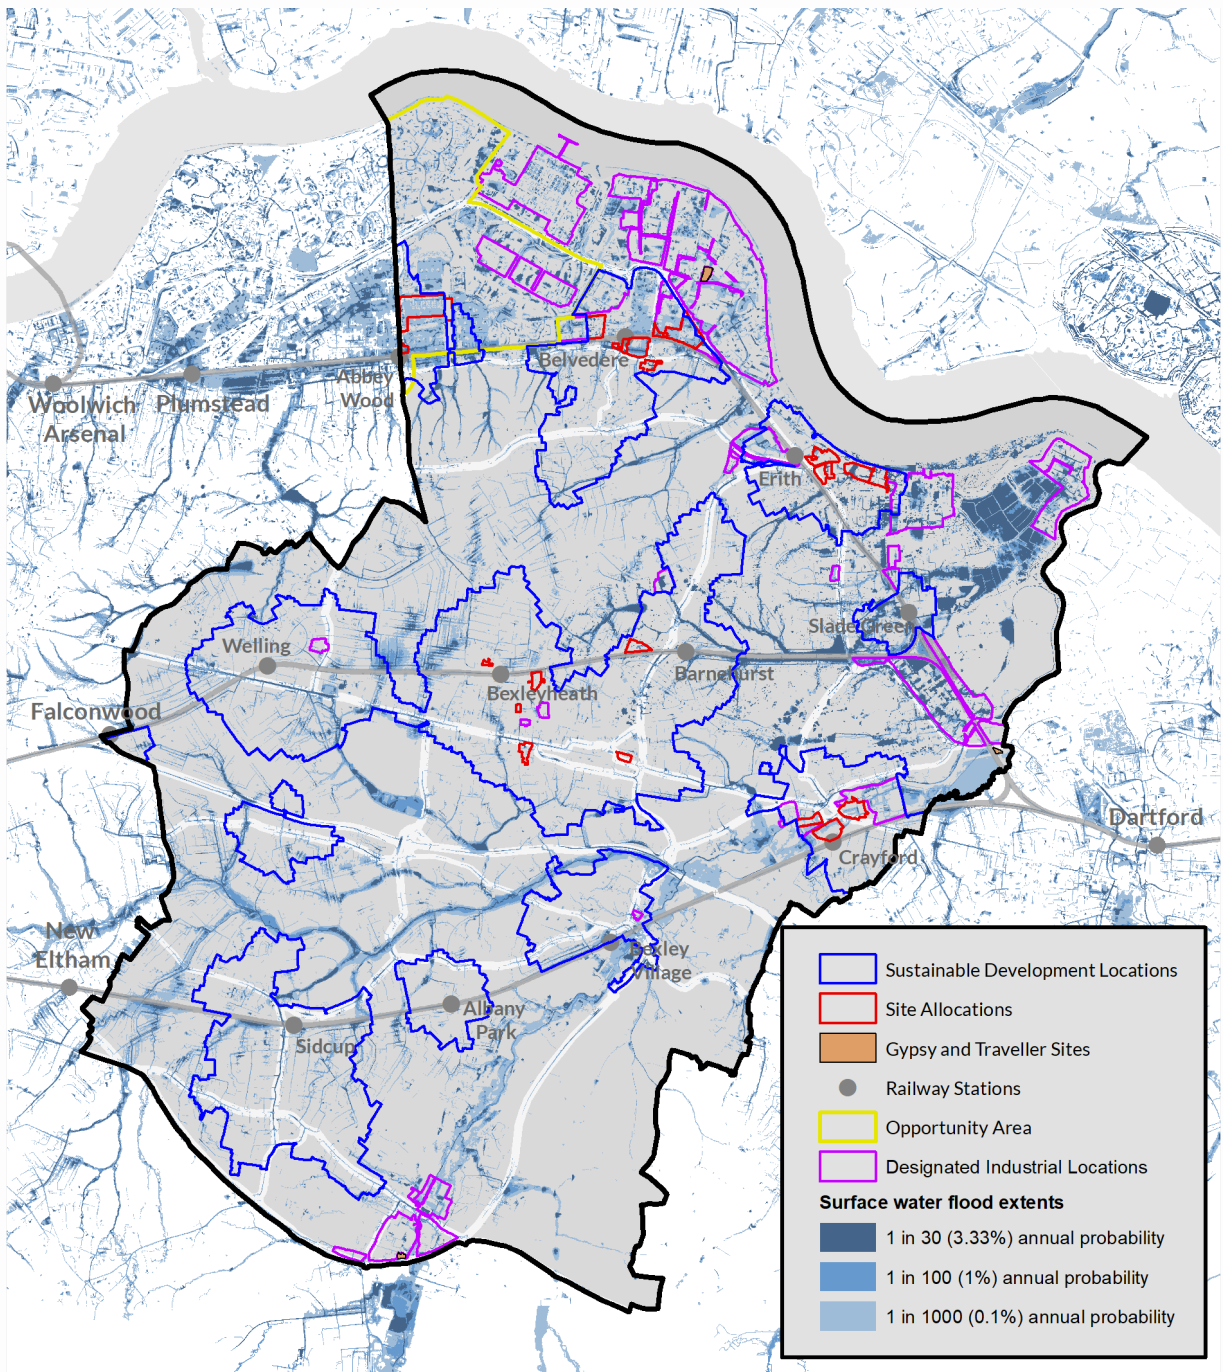 Belvedere
Abbey
Wood
Woolwich
Arsenal
Plumstead
Erith
Slade Green
Welling
Barnehurst
Bexleyheath
Falconwood
Dartford
Crayford
New
Eltham
Bexley
Village
Albany
Park
Sidcup
Sustainable Development Locations
Site Allocations
Gypsy and Traveller Sites
Railway Stations
Opportunity Area
Designated Industrial Locations
Surface water flood extents
1 in 30 (3.33%) annual probability
1 in 100 (1%) annual probability
1 in 1000 (0.1%) annual probability